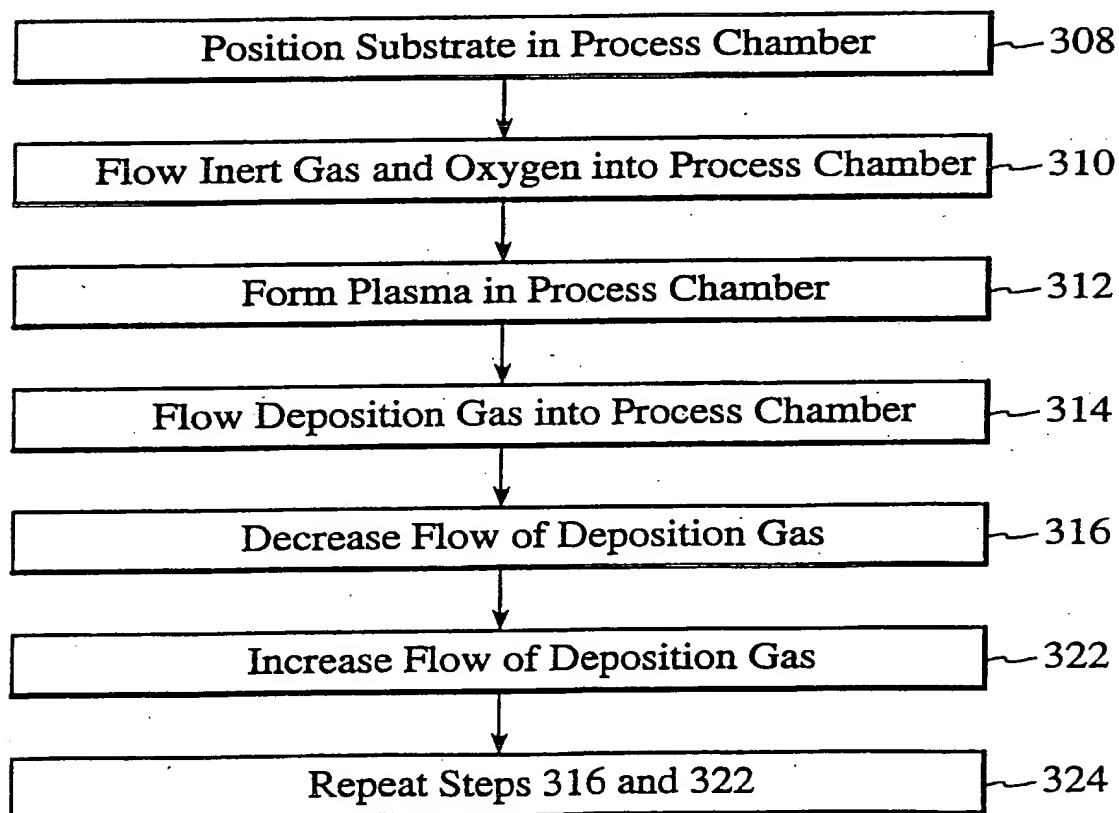 Position Substrate in Process Chamber 308
Flow Inert Gas and Oxygen into Process Chamber 310
Form Plasma in Process Chamber 312
Flow Deposition Gas into Process Chamber 314
Decrease Flow of Deposition Gas 316
Increase Flow of Deposition Gas 322
Repeat Steps 316 and 322 324